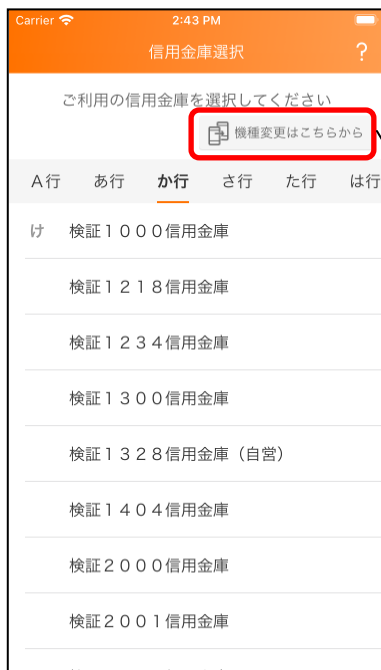 Carrier 2:43 PM
信用金庫選択 ?
ご利用の信用金庫を選択してください
機種変更はこちらから
A行 あ行 か行 さ行 た行 は行
け 検証１０００信用金庫
検証１２１８信用金庫
検証１２３４信用金庫
検証１３００信用金庫
検証１３２８信用金庫（自営）
検証１４０４信用金庫
検証２０００信用金庫
検証２００１信用金庫